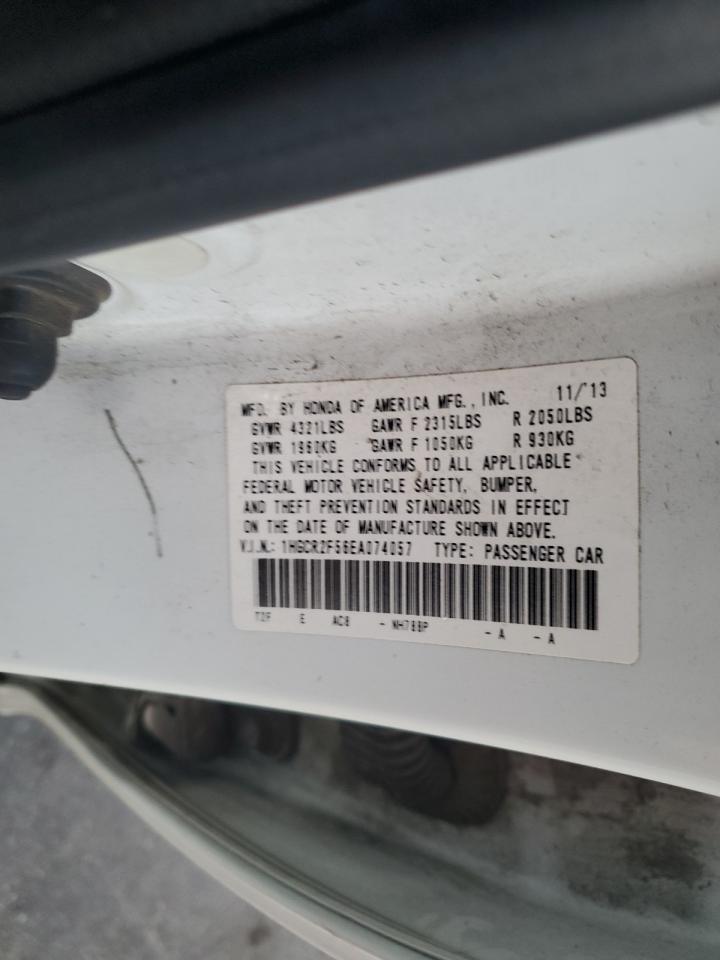 MFD. BY HONDA OF AMERICA MFG., INC. 11/'13
GVWR 4321LBS GAWR F 2315LBS R 2050LBS
GVWR 1960KG GAWR F 1050KG R 930KG
THIS VEHICLE CONFORMS TO ALL APPLICABLE
FEDERAL MOTOR VEHICLE SAFETY, BUMPER,
AND THEFT PREVENTION STANDARDS IN EFFECT
ON THE DATE OF MANUFACTURE SHOWN ABOVE.
V.I.N.: 1HGCR2F56EA074057 TYPE: PASSENGER CAR
T2F E AC8 - NH788P - A - A